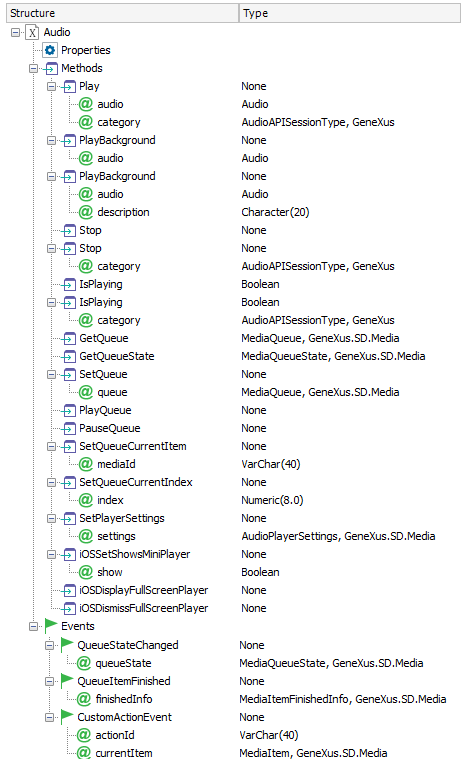 Structure Type
Audio
Properties
Methods
Play None
audio Audio
category AudioAPISessionType, GeneXus
PlayBackground None
audio Audio
PlayBackground None
audio Audio
description Character(20)
Stop None
Stop None
category AudioAPISessionType, GeneXus
IsPlaying Boolean
IsPlaying Boolean
category AudioAPISessionType, GeneXus
GetQueue MediaQueue, GeneXus.SD.Media
GetQueueState MediaQueueState, GeneXus.SD.Media
SetQueue None
queue MediaQueue, GeneXus.SD.Media
PlayQueue None
PauseQueue None
SetQueueCurrentItem None
mediaId VarChar(40)
SetQueueCurrentIndex None
index Numeric(8.0)
SetPlayerSettings None
settings AudioPlayerSettings, GeneXus.SD.Media
iOSSetShowsMiniPlayer None
show Boolean
iOSDisplayFullScreenPlayer None
iOSDismissFullScreenPlayer None
Events
QueueStateChanged None
queueState MediaQueueState, GeneXus.SD.Media
QueueItemFinished None
finishedInfo MediaItemFinishedInfo, GeneXus.SD.Media
CustomActionEvent None
actionId VarChar(40)
currentItem MediaItem, GeneXus.SD.Media